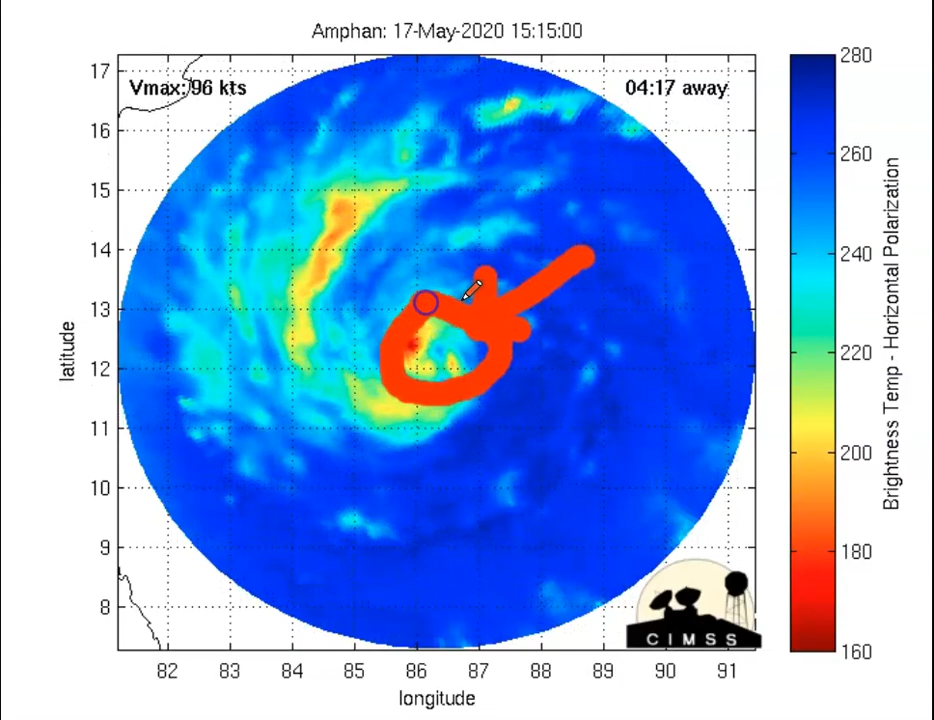 Amphan: 17-May-2020 15:15:00
Vmax: 96 kts
04:17 away
17
16
15
14
13
12
11
10
9
8
latitude
82 83 84 85 86 87 88 89 90 91
longitude
280
260
240
220
200
180
160
Brightness Temp - Horizontal Polarization
CIMSS